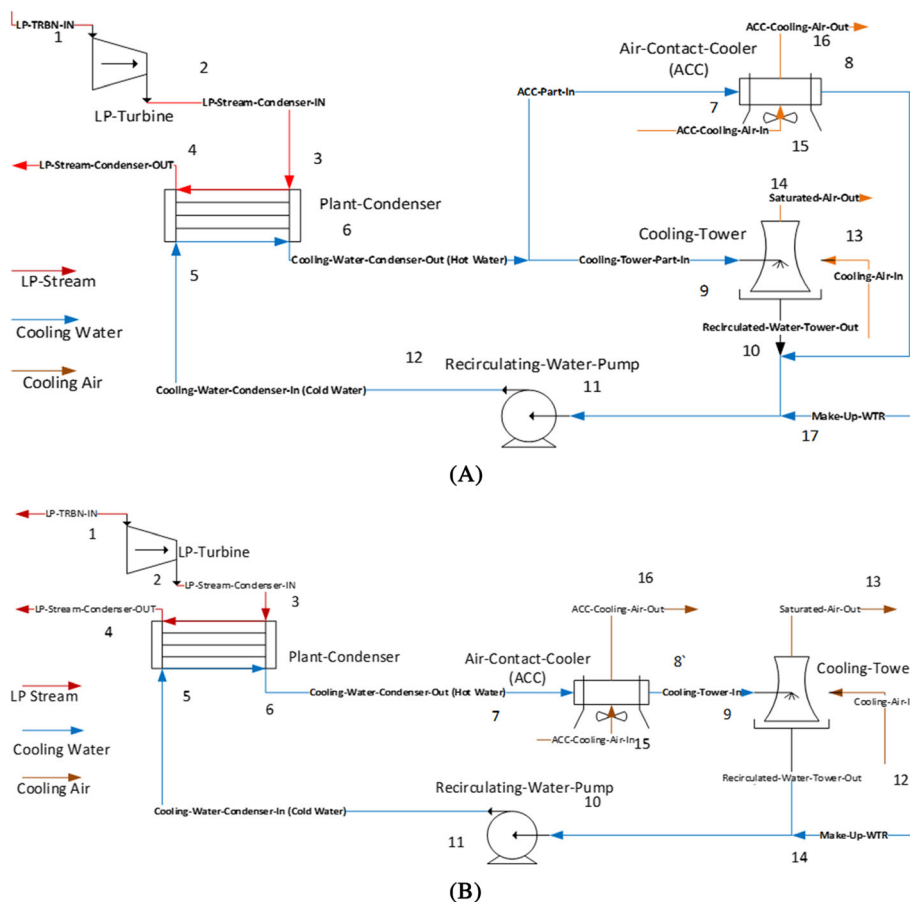 LP-TRBN-IN
1
2
LP-Turbine
LP-Stream-Condenser-IN
ACC-Cooling-Air-Out
16
Air-Contact-Cooler
(ACC)
8
ACC-Part-In
7
ACC-Cooling-Air-In
15
4
3
LP-Stream-Condenser-OUT
Plant-Condenser
6
5
Cooling-Water-Condenser-Out (Hot Water)
14
Saturated-Air-Out
Cooling-Tower
13
Cooling-Tower-Part-In
Cooling-Air-In
9
LP-Stream
Cooling Water
Cooling Air
Recirculated-Water-Tower-Out
10
12
Recirculating-Water-Pump
11
Cooling-Water-Condenser-In (Cold Water)
Make-Up-WTR
17
(A)
LP-TRBN-IN
1
LP-Turbine
2
LP-Stream-Condenser-IN
3
LP-Stream-Condenser-OUT
4
Plant-Condenser
16
ACC-Cooling-Air-Out
13
Saturated-Air-Out
Air-Contact-Cooler
(ACC)
8`
Cooling-Towe
5
6
Cooling-Water-Condenser-Out (Hot Water)
7
Cooling-Tower-In
9
Cooling-Air-I
LP Stream
Cooling Water
Cooling Air
ACC-Cooling-Air-In
15
Recirculated-Water-Tower-Out
12
Recirculating-Water-Pump
10
Cooling-Water-Condenser-In (Cold Water)
11
Make-Up-WTR
14
(B)